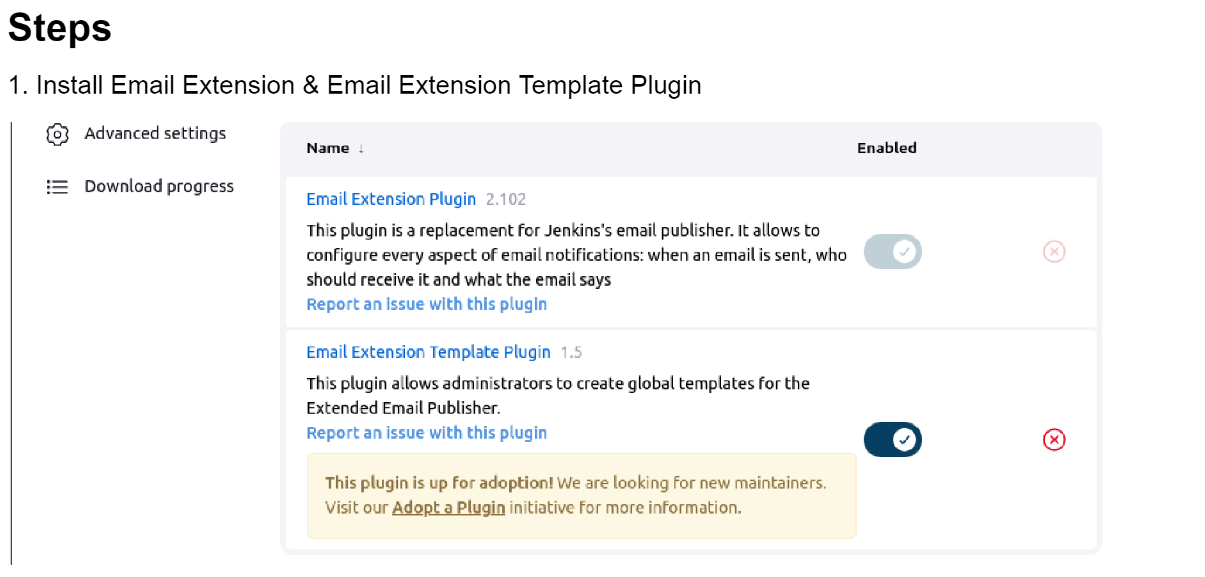 Steps
1. Install Email Extension & Email Extension Template Plugin
Advanced settings
Download progress
Name ↓
Enabled
Email Extension Plugin 2.102
This plugin is a replacement for Jenkins's email publisher. It allows to
configure every aspect of email notifications: when an email is sent, who
should receive it and what the email says
Report an issue with this plugin
Email Extension Template Plugin 1.5
This plugin allows administrators to create global templates for the
Extended Email Publisher.
Report an issue with this plugin
This plugin is up for adoption! We are looking for new maintainers.
Visit our Adopt a Plugin initiative for more information.